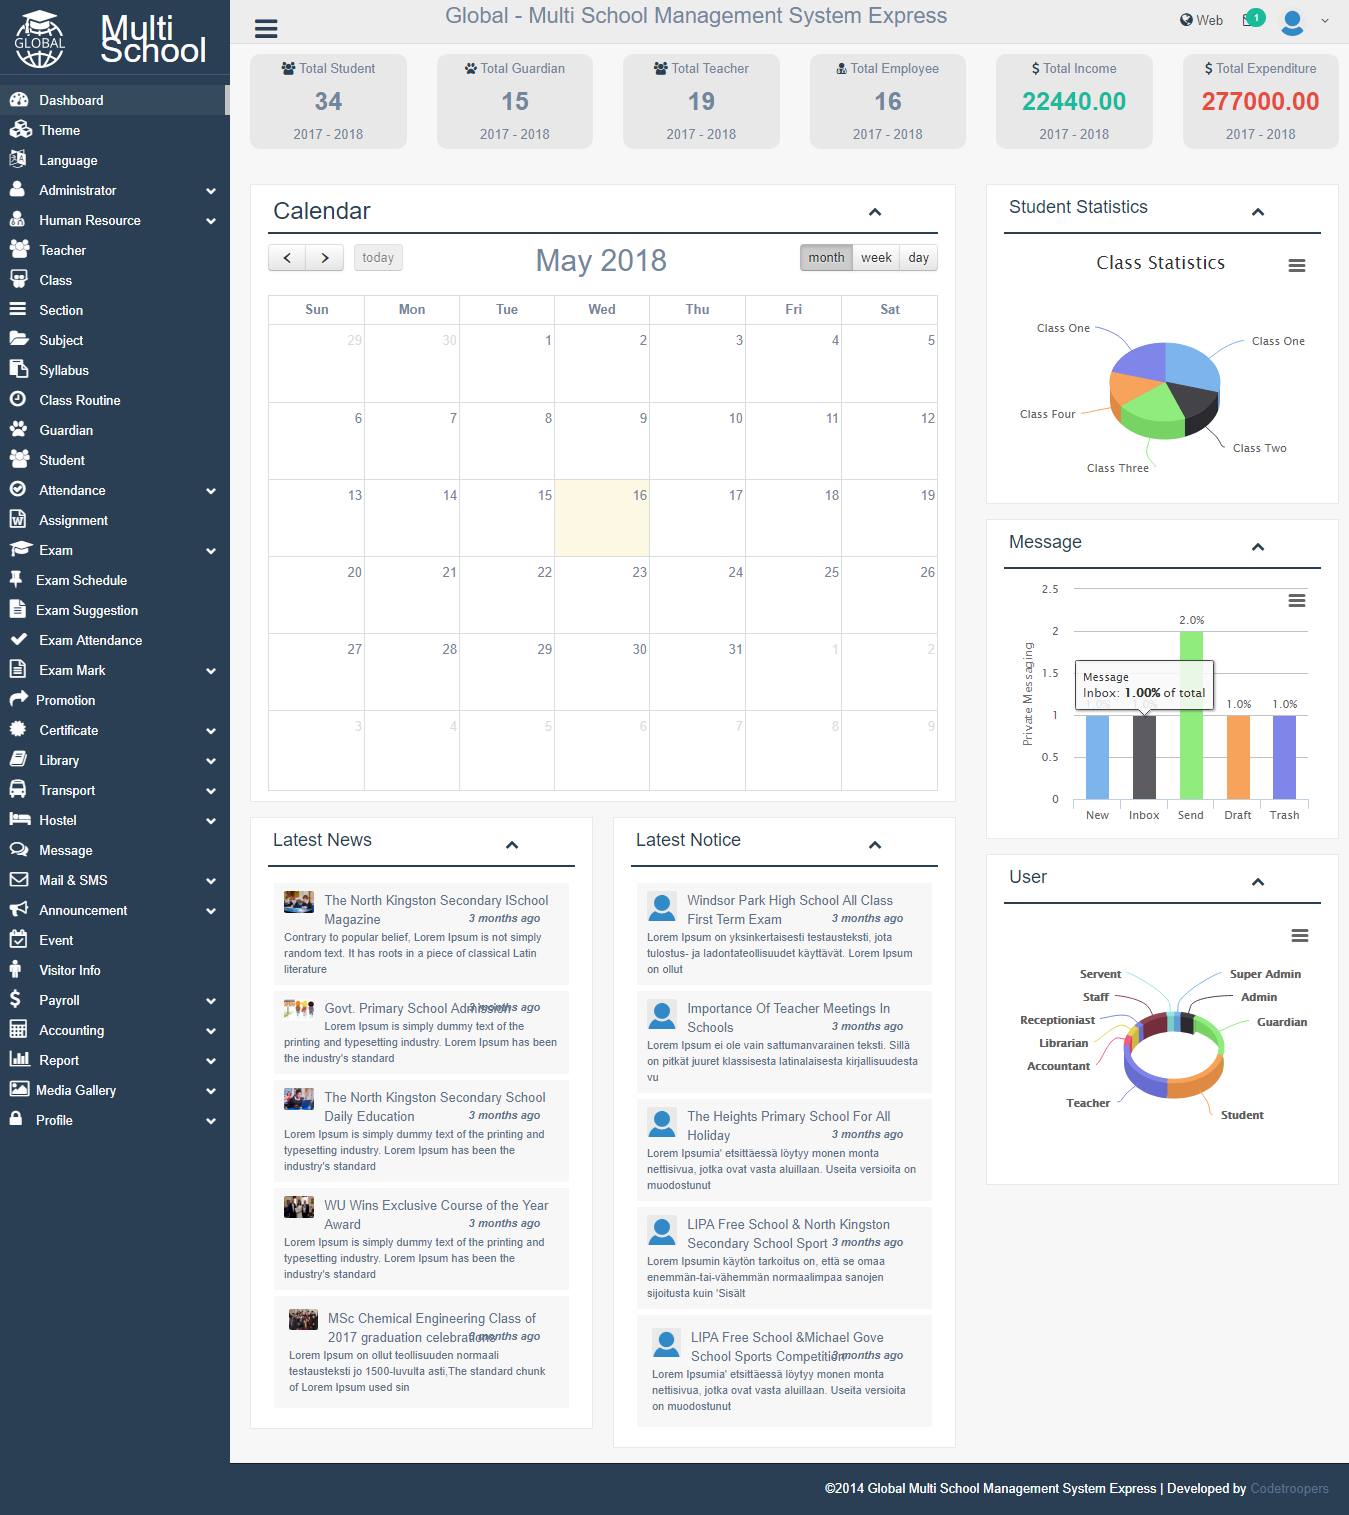 GLOBAL
Multi
School
Global - Multi School Management System Express
Web
1
Dashboard
Theme
Language
Administrator
Human Resource
Teacher
Class
Section
Subject
Syllabus
Class Routine
Guardian
Student
Attendance
Assignment
Exam
Exam Schedule
Exam Suggestion
Exam Attendance
Exam Mark
Promotion
Certificate
Library
Transport
Hostel
Message
Mail & SMS
Announcement
Event
Visitor Info
Payroll
Accounting
Report
Media Gallery
Profile
Total Student
34
2017 - 2018
Total Guardian
15
2017 - 2018
Total Teacher
19
2017 - 2018
Total Employee
16
2017 - 2018
$ Total Income
22440.00
2017 - 2018
$ Total Expenditure
277000.00
2017 - 2018
Calendar
today
May 2018
month week day
Sun Mon Tue Wed Thu Fri Sat
29 30 1 2 3 4 5
6 7 8 9 10 11 12
13 14 15 16 17 18 19
20 21 22 23 24 25 26
27 28 29 30 31 1 2
3 4 5 6 7 8 9
Latest News
The North Kingston Secondary ISchool
Magazine 3 months ago
Contrary to popular belief, Lorem Ipsum is not simply
random text. It has roots in a piece of classical Latin
literature
Govt. Primary School Admission 3 months ago
Lorem Ipsum is simply dummy text of the
printing and typesetting industry. Lorem Ipsum has been
the industry's standard
The North Kingston Secondary School
Daily Education 3 months ago
Lorem Ipsum is simply dummy text of the printing and
typesetting industry. Lorem Ipsum has been the
industry's standard
WU Wins Exclusive Course of the Year
Award 3 months ago
Lorem Ipsum is simply dummy text of the printing and
typesetting industry. Lorem Ipsum has been the
industry's standard
MSc Chemical Engineering Class of
2017 graduation celebrations 3 months ago
Lorem Ipsum on ollut teollisuuden normaali
testausteksti jo 1500-luvulta asti,The standard chunk
of Lorem Ipsum used sin
Latest Notice
Windsor Park High School All Class
First Term Exam 3 months ago
Lorem Ipsum on yksinkertaisesti testausteksti, jota
tulostus- ja ladontateollisuudet käyttävät. Lorem Ipsum
on ollut
Importance Of Teacher Meetings In
Schools 3 months ago
Lorem Ipsum ei ole vain sattumanvarainen teksti. Sillä
on pitkät juuret klassisesta latinalaisesta kirjallisuudesta
vu
The Heights Primary School For All
Holiday 3 months ago
Lorem Ipsumia' etsittäessä löytyy monen monta
nettisivua, jotka ovat vasta aluillaan. Useita versioita on
muodostunut
LIPA Free School & North Kingston
Secondary School Sport 3 months ago
Lorem Ipsumin käytön tarkoitus on, että se omaa
enemmän-tai-vähemmän normaalimpaa sanojen
sijoitusta kuin 'Sisält
LIPA Free School &Michael Gove
School Sports Competition 3 months ago
Lorem Ipsumia' etsittäessä löytyy monen monta
nettisivua, jotka ovat vasta aluillaan. Useita versioita
on muodostunut
Student Statistics
Class Statistics
Class One
Class One
Class Four
Class Two
Class Three
Message
Private Messaging
2.5
2
1.5
1
0.5
0
2.0%
Message
Inbox: 1.00% of total
1.0% 1.0% 1.0% 1.0%
New Inbox Send Draft Trash
User
Servent
Super Admin
Staff
Admin
Receptioniast
Guardian
Librarian
Accountant
Teacher
Student
©2014 Global Multi School Management System Express | Developed by Codetroopers